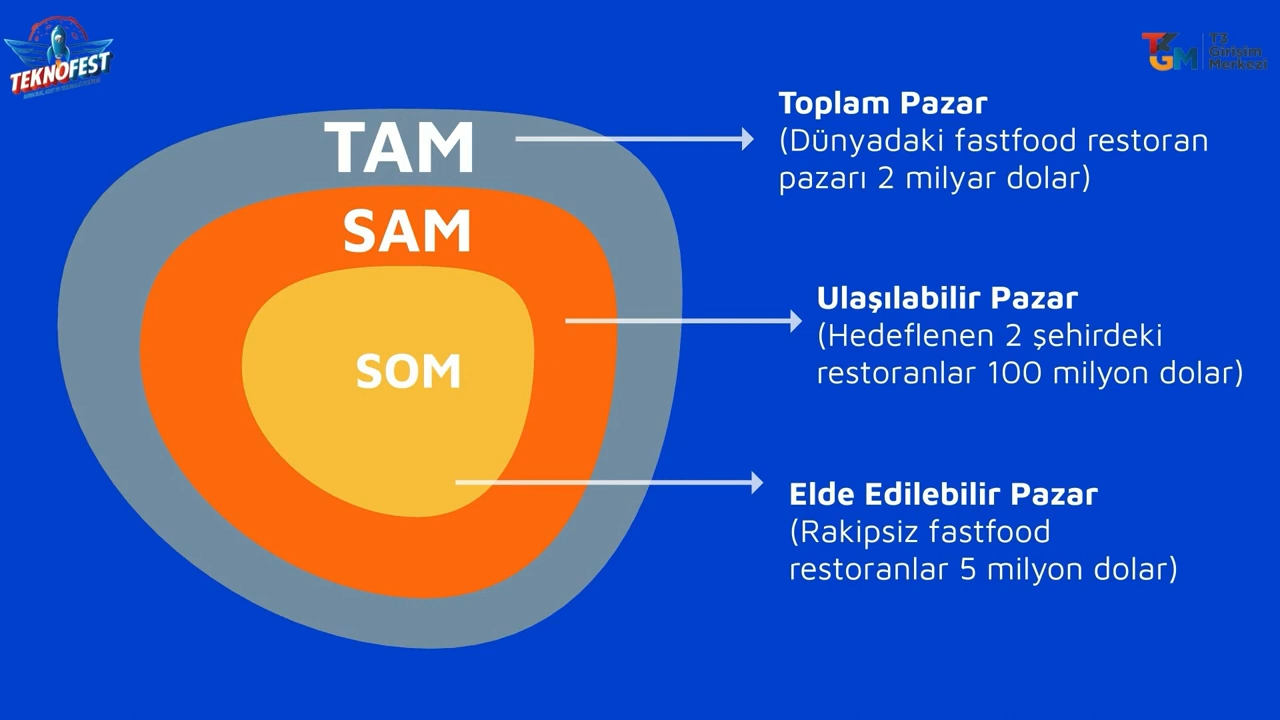 TEKNOFEST
T3
Girişim
Merkezi
TAM
SAM
SOM
Toplam Pazar
(Dünyadaki fastfood restoran
pazarı 2 milyar dolar)
Ulaşılabilir Pazar
(Hedeflenen 2 şehirdeki
restoranlar 100 milyon dolar)
Elde Edilebilir Pazar
(Rakipsiz fastfood
restoranlar 5 milyon dolar)